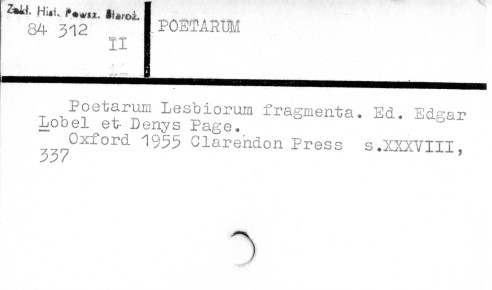 Zakł. Hist. Powsz. Staroż.
84 312
II
POETARUM
Poetarum Lesbiorum fragmenta. Ed. Edgar
Lobel et Denys Page.
Oxford 1955 Clarendon Press s.XXXVIII,
337